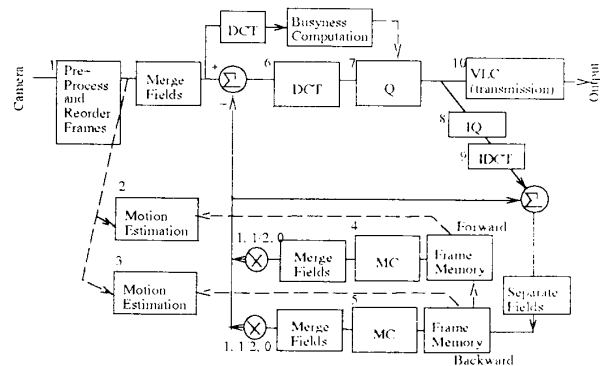 Camera
1
Pre-
Process
and
Reorder
Frames
Merge
Fields
DCT
Busyness
Computation
+
Σ
−
6
DCT
7
Q
10
VLC
(transmission)
Output
8
IQ
9
IDCT
Σ
2
Motion
Estimation
3
Motion
Estimation
1, 1/2, 0
Merge
Fields
4
MC
Forward
Frame
Memory
1, 1 2, 0
Merge
Fields
5
MC
Frame
Memory
Backward
Separate
Fields